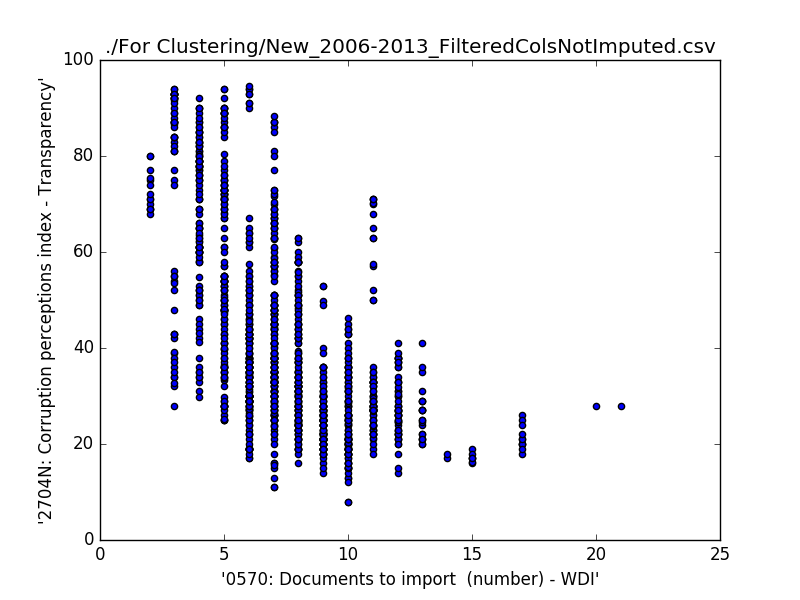 ./For Clustering/New_2006-2013_FilteredColsNotImputed.csv
'2704N: Corruption perceptions index - Transparency'
100
80
60
40
20
0
0 5 10 15 20 25
'0570: Documents to import  (number) - WDI'